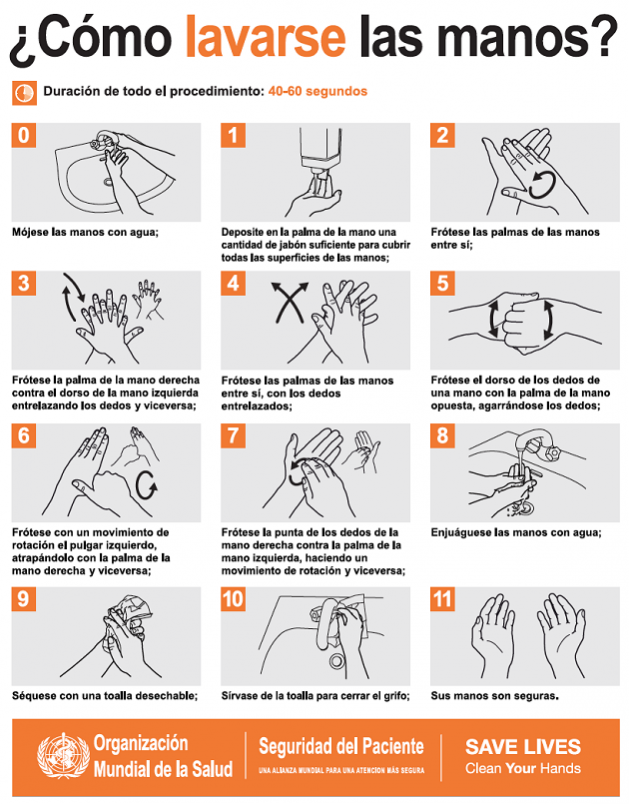 ¿Cómo lavarse las manos?
Duración de todo el procedimiento: 40-60 segundos
0
Mójese las manos con agua;
1
Deposite en la palma de la mano una
cantidad de jabón suficiente para cubrir
todas las superficies de las manos;
2
Frótese las palmas de las manos
entre sí;
3
Frótese la palma de la mano derecha
contra el dorso de la mano izquierda
entrelazando los dedos y viceversa;
4
Frótese las palmas de las manos
entre sí, con los dedos
entrelazados;
5
Frótese el dorso de los dedos de
una mano con la palma de la mano
opuesta, agarrándose los dedos;
6
Frótese con un movimiento de
rotación el pulgar izquierdo,
atrapándolo con la palma de la
mano derecha y viceversa;
7
Frótese la punta de los dedos de la
mano derecha contra la palma de la
mano izquierda, haciendo un
movimiento de rotación y viceversa;
8
Enjuáguese las manos con agua;
9
Séquese con una toalla desechable;
10
Sírvase de la toalla para cerrar el grifo;
11
Sus manos son seguras.
Organización
Mundial de la Salud
Seguridad del Paciente
UNA ALIANZA MUNDIAL PARA UNA ATENCION MÁS SEGURA
SAVE LIVES
Clean Your Hands